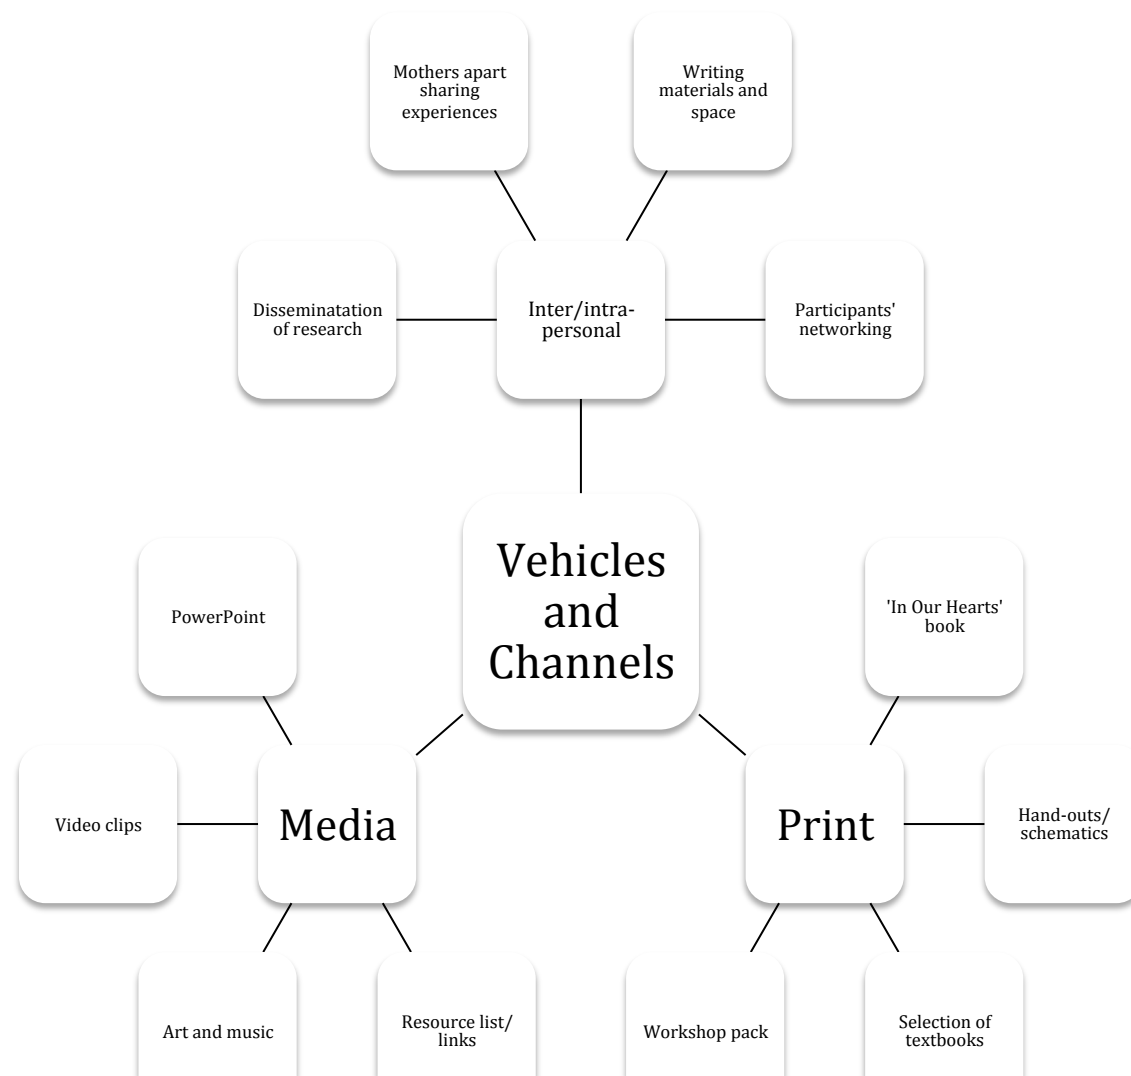 Mothers apart
sharing
experiences
Writing
materials and
space
Disseminatation
of research
Inter/intra-
personal
Participants'
networking
Vehicles
and
Channels
PowerPoint
'In Our Hearts'
book
Video clips
Media
Print
Hand-outs/
schematics
Art and music
Resource list/
links
Workshop pack
Selection of
textbooks